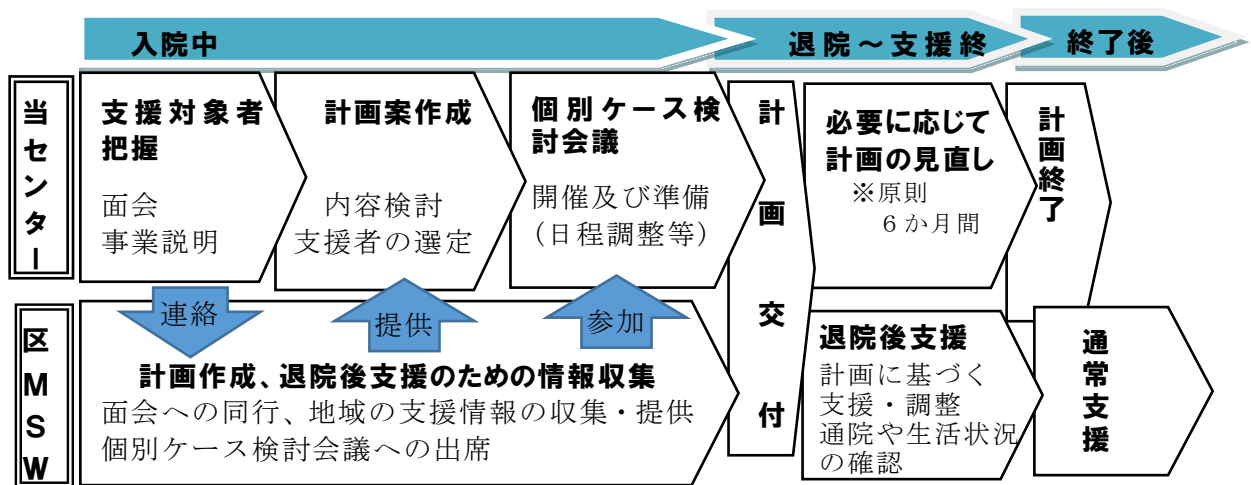 入院中
退院～支援終
終了後
当センター
支援対象者
把握
面会
事業説明
計画案作成
内容検討
支援者の選定
個別ケース検
討会議
開催及び準備
(日程調整等)
計画交付
必要に応じて
計画の見直し
※原則
６か月間
計画終了
連絡
提供
参加
区MSW
計画作成、退院後支援のための情報収集
面会への同行、地域の支援情報の収集・提供
個別ケース検討会議への出席
退院後支援
計画に基づく
支援・調整
通院や生活状況
の確認
通常支援